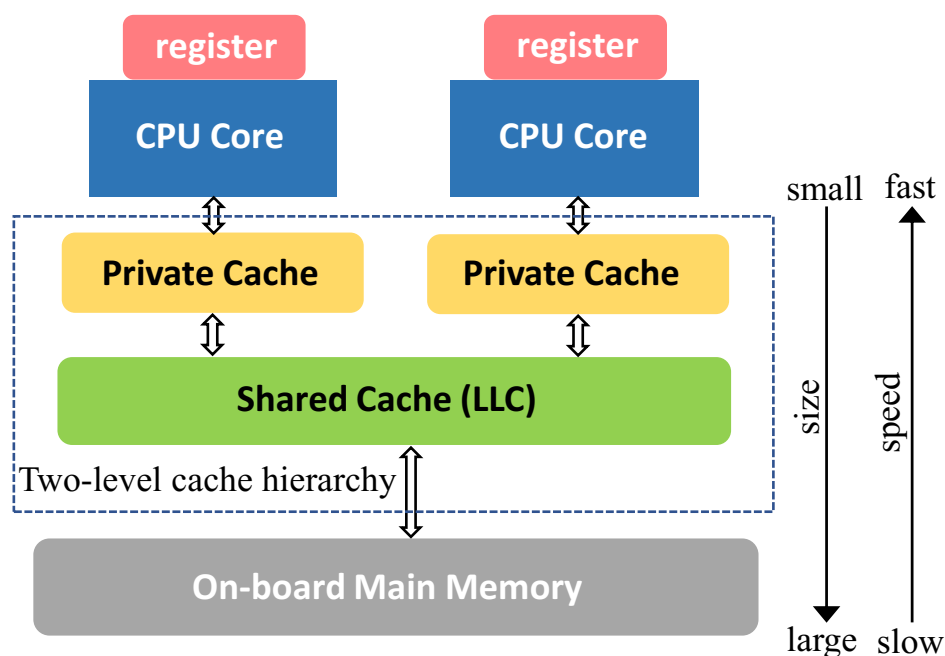 register
register
CPU Core
CPU Core
small
fast
Private Cache
Private Cache
Shared Cache (LLC)
size
speed
Two-level cache hierarchy
On-board Main Memory
large
slow